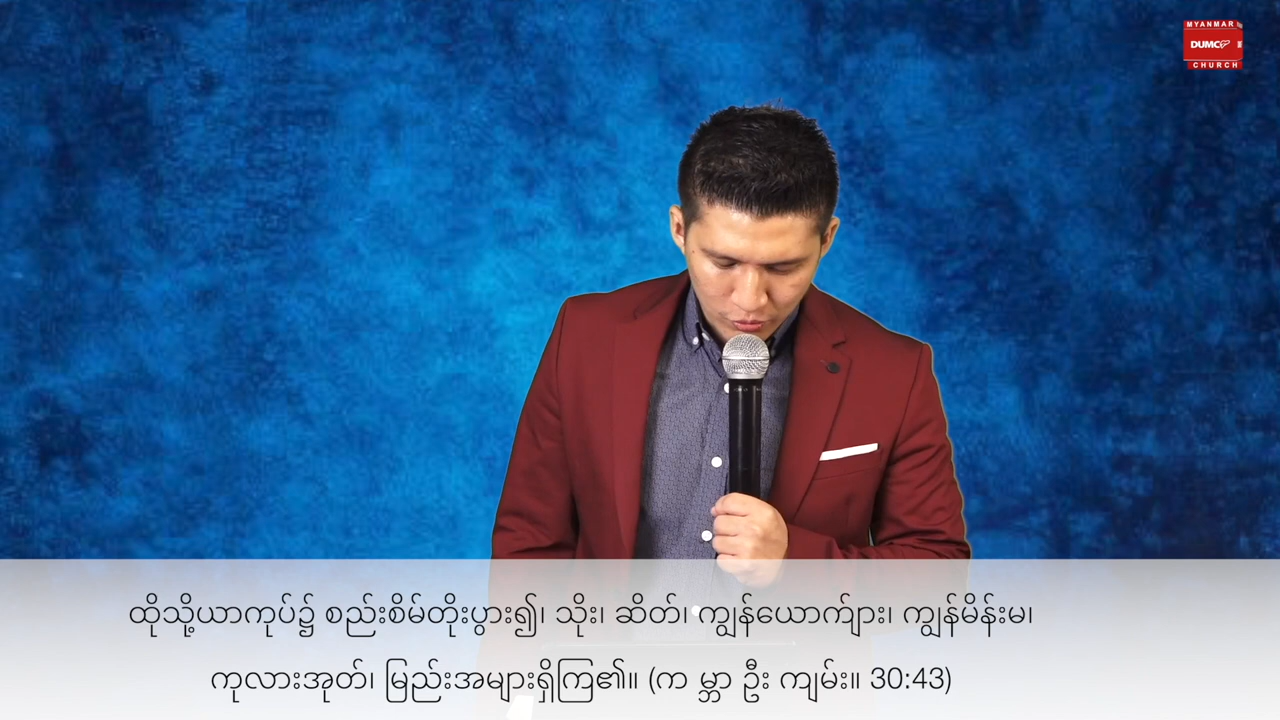 MYANMAR
DUMC
CHURCH
ထိုသို့ယာကုပ်၌ စည်းစိမ်တိုးပွား၍၊ သိုး၊ ဆိတ်၊ ကျွန်ယောက်ျား၊ ကျွန်မိန်းမ၊
ကုလားအုတ်၊ မြည်းအများရှိကြ၏။ (က မ္ဘာ ဦး ကျမ်း။ 30:43)